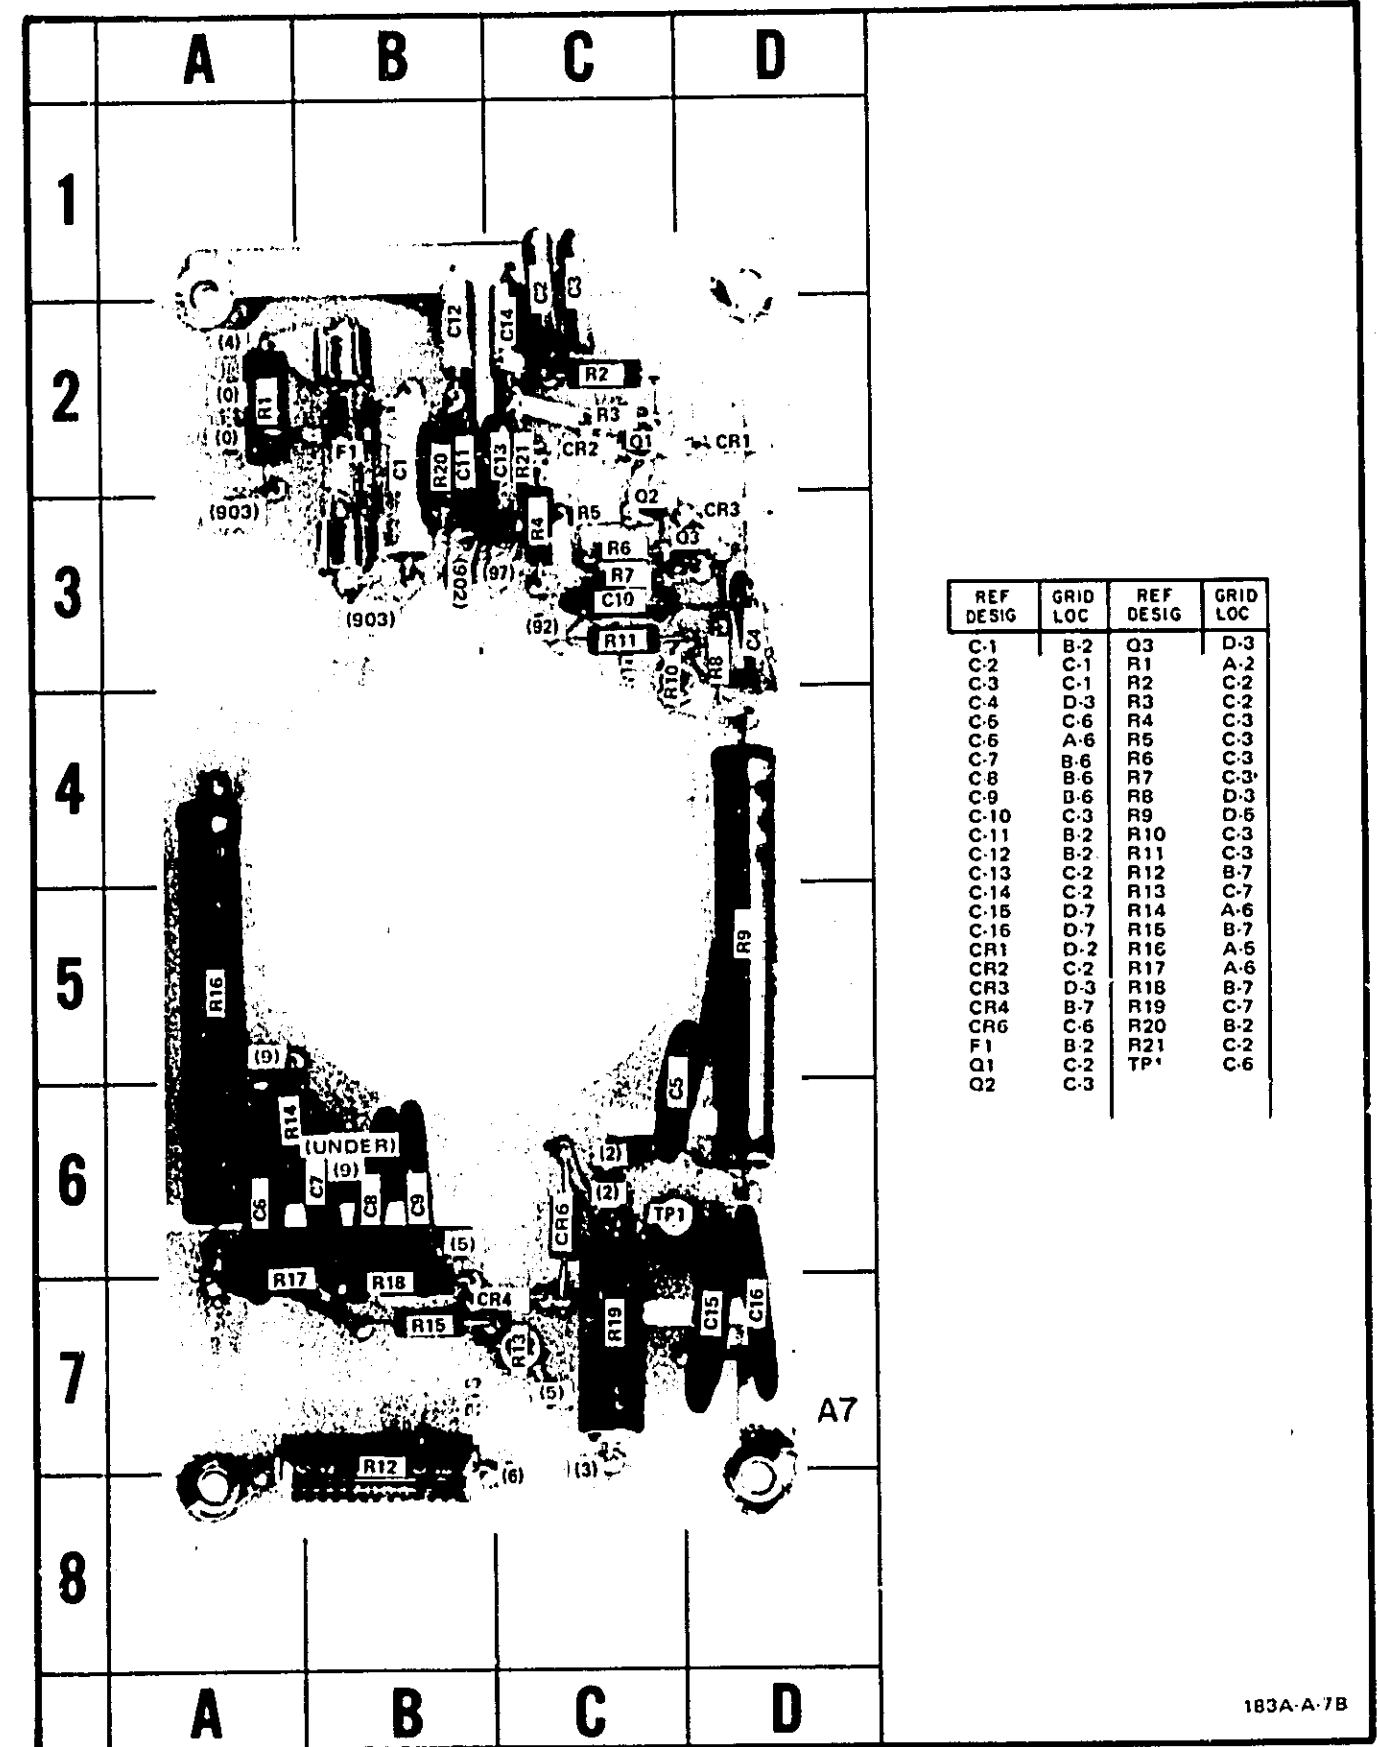 A B C D
1
C2
C3
C12
C14
(4)
R2
2
(0)
R1
R3
(0)
Q1
CR1
CR2
F1
C1
R20
C11
C13
R21
Q2
(903)
R4
R5
CR3
Q3
R6
3
(902)
(97)
R7
C10
(903)
(92)
R11
C4
R8
R10
4
R9
5
R16
(9)
C5
R14
(UNDER)
(2)
6
(9)
C7
C6
C8
C9
(2)
TP1
CR6
(5)
R17
R18
CR4
C15
C16
R15
R19
R13
7
(5)
A7
R12
(6)
(3)
8
A B C D
REF DESIG GRID LOC REF DESIG GRID LOC
C-1 B-2 Q3 D-3
C-2 C-1 R1 A-2
C-3 C-1 R2 C-2
C-4 D-3 R3 C-2
C-5 C-6 R4 C-3
C-6 A-6 R5 C-3
C-7 B-6 R6 C-3
C-8 B-6 R7 C-3
C-9 B-6 R8 D-3
C-10 C-3 R9 D-5
C-11 B-2 R10 C-3
C-12 B-2 R11 C-3
C-13 C-2 R12 B-7
C-14 C-2 R13 C-7
C-15 D-7 R14 A-6
C-16 D-7 R15 B-7
CR1 D-2 R16 A-5
CR2 C-2 R17 A-6
CR3 D-3 R18 B-7
CR4 B-7 R19 C-7
CR6 C-6 R20 B-2
F1 B-2 R21 C-2
Q1 C-2 TP1 C-6
Q2 C-3
183A-A-7B